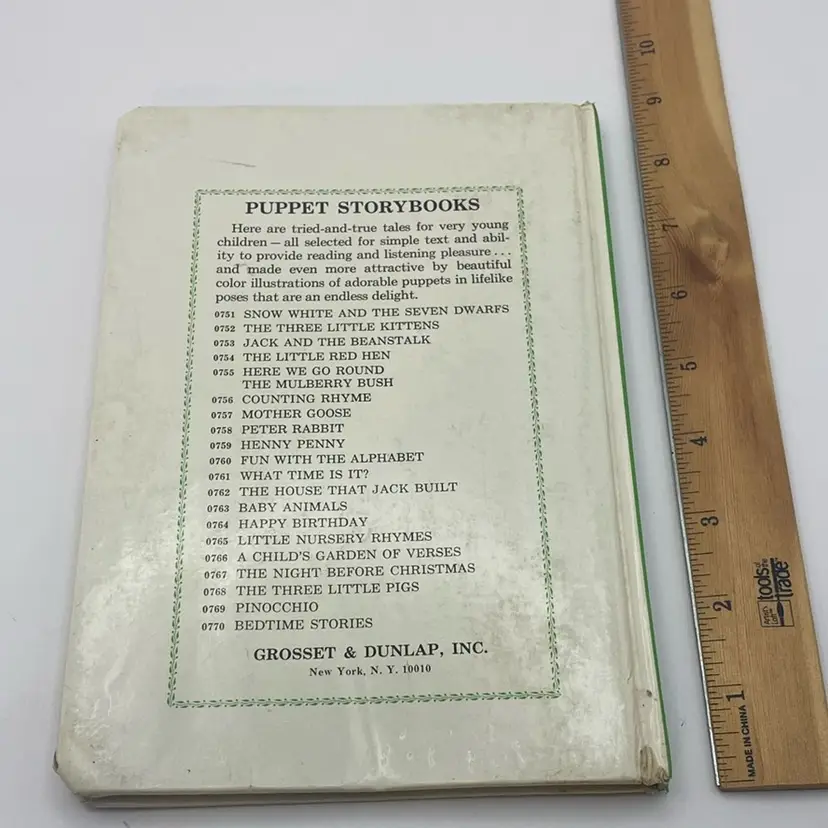 PUPPET STORYBOOKS
Here are tried-and-true tales for very young
children — all selected for simple text and abil-
ity to provide reading and listening pleasure . . .
and made even more attractive by beautiful
color illustrations of adorable puppets in lifelike
poses that are an endless delight.
0751 SNOW WHITE AND THE SEVEN DWARFS
0752 THE THREE LITTLE KITTENS
0753 JACK AND THE BEANSTALK
0754 THE LITTLE RED HEN
0755 HERE WE GO ROUND
THE MULBERRY BUSH
0756 COUNTING RHYME
0757 MOTHER GOOSE
0758 PETER RABBIT
0759 HENNY PENNY
0760 FUN WITH THE ALPHABET
0761 WHAT TIME IS IT?
0762 THE HOUSE THAT JACK BUILT
0763 BABY ANIMALS
0764 HAPPY BIRTHDAY
0765 LITTLE NURSERY RHYMES
0766 A CHILD'S GARDEN OF VERSES
0767 THE NIGHT BEFORE CHRISTMAS
0768 THE THREE LITTLE PIGS
0769 PINOCCHIO
0770 BEDTIME STORIES
GROSSET & DUNLAP, INC.
New York, N. Y. 10010
10
9
8
7
6
5
4
3
2
1
Artist's Loft
tools of the trade
MADE IN CHINA